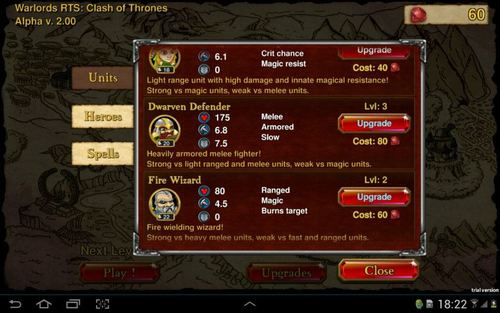 Warlords RTS: Clash of Thrones
Alpha v. 2.00
60
Units
Heroes
Spells
18
6.1
0
Crit chance
Magic resist
Upgrade
Cost: 40
Light range unit with high damage and innate magical resistance!
Strong vs magic units, weak vs melee units.
Dwarven Defender
Lvl: 3
20
175
6.8
7.5
Melee
Armored
Slow
Upgrade
Cost: 80
Heavily armored melee fighter!
Strong vs light ranged and melee units, weak vs magic units.
Fire Wizard
Lvl: 2
22
80
4.5
0
Ranged
Magic
Burns target
Upgrade
Cost: 60
Fire wielding wizard!
Strong vs heavy melee units, weak vs fast and ranged units.
Next Lev
Play !
Upgrades
Close
trial version
18:22